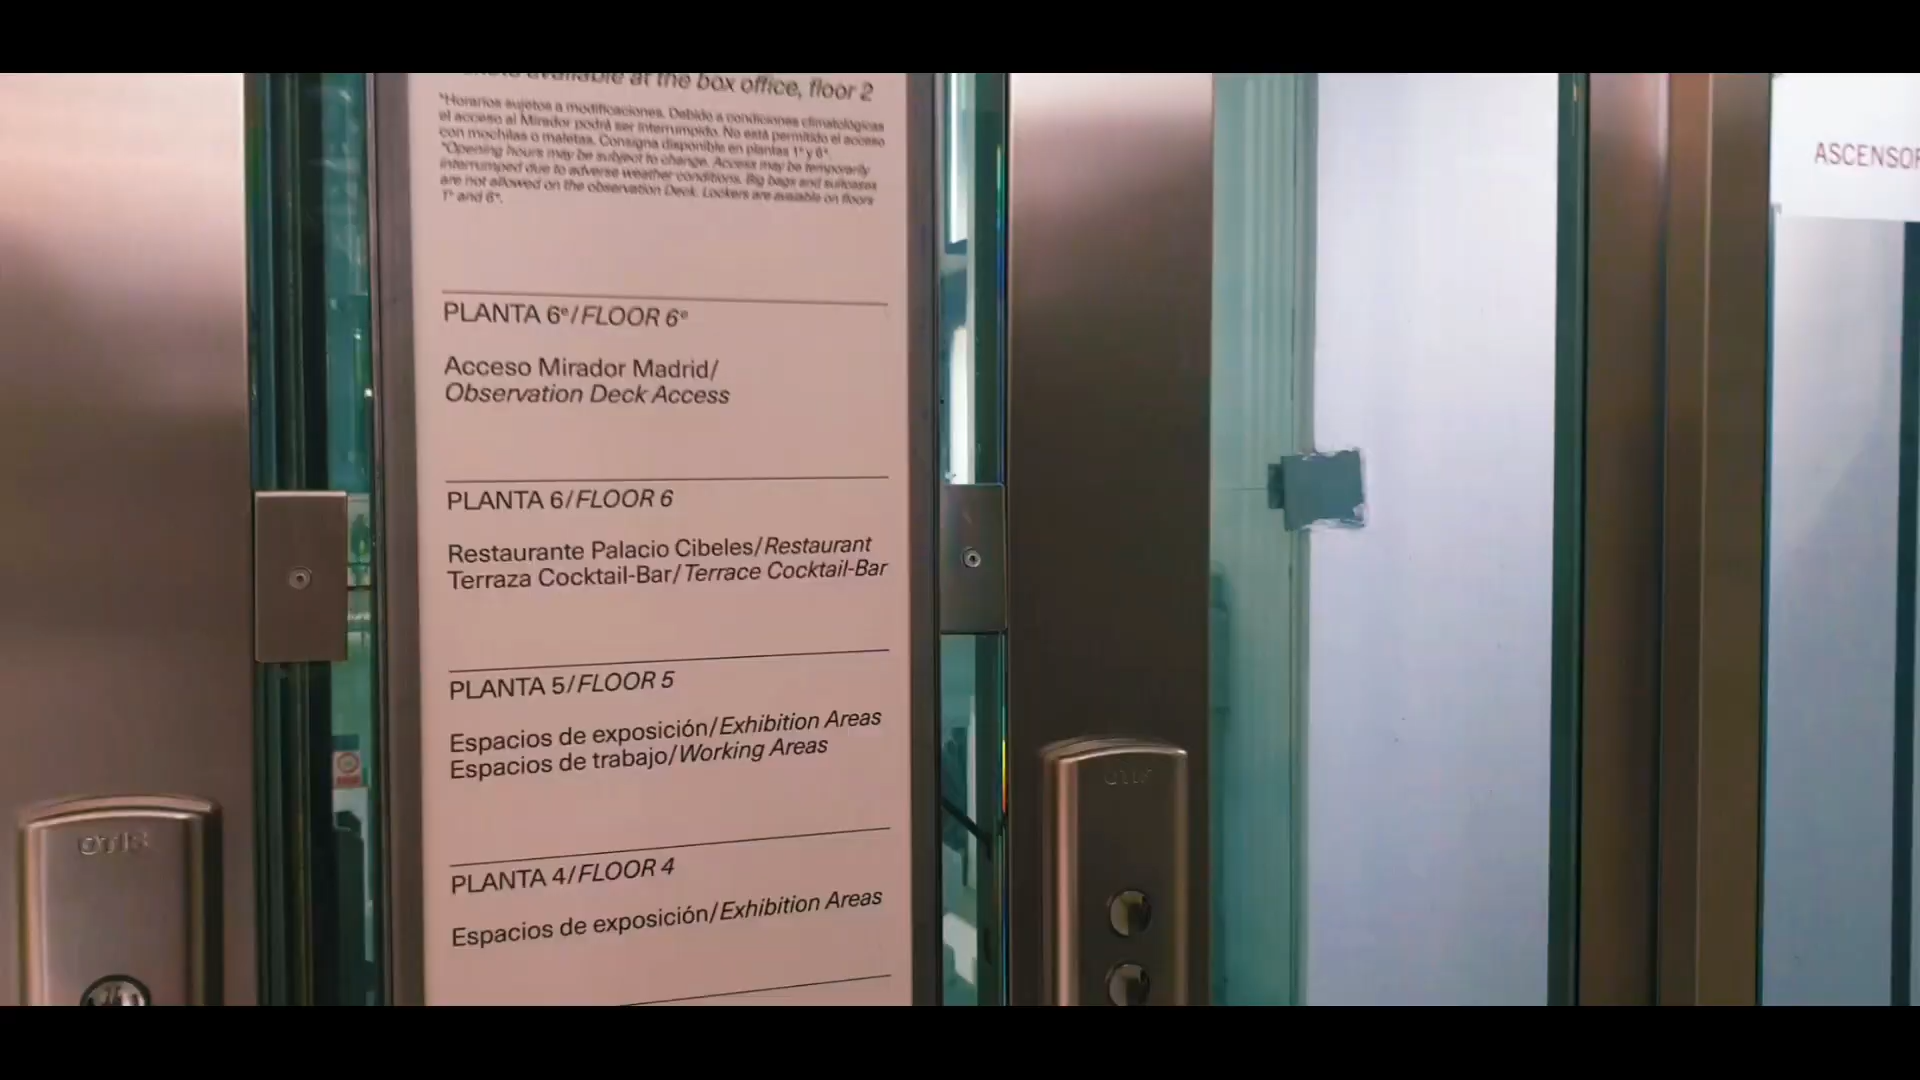 available at the box office, floor 2
*Horarios sujetos a modificaciones. Debido a condiciones climatológicas
el acceso al Mirador podrá ser interrumpido. No está permitido el acceso
con mochilas o maletas. Consigna disponible en plantas 1ª y 6ª.
*Opening hours may be subject to change. Access may be temporarily
interrumped due to adverse weather conditions. Big bags and suitcases
are not allowed on the observation Deck. Lockers are available on floors
1ª and 6ª.
PLANTA 6ª/FLOOR 6ª
Acceso Mirador Madrid/
Observation Deck Access
PLANTA 6/FLOOR 6
Restaurante Palacio Cibeles/Restaurant
Terraza Cocktail-Bar/Terrace Cocktail-Bar
PLANTA 5/FLOOR 5
Espacios de exposición/Exhibition Areas
Espacios de trabajo/Working Areas
PLANTA 4/FLOOR 4
Espacios de exposición/Exhibition Areas
OTIS
OTIS
ASCENSOR